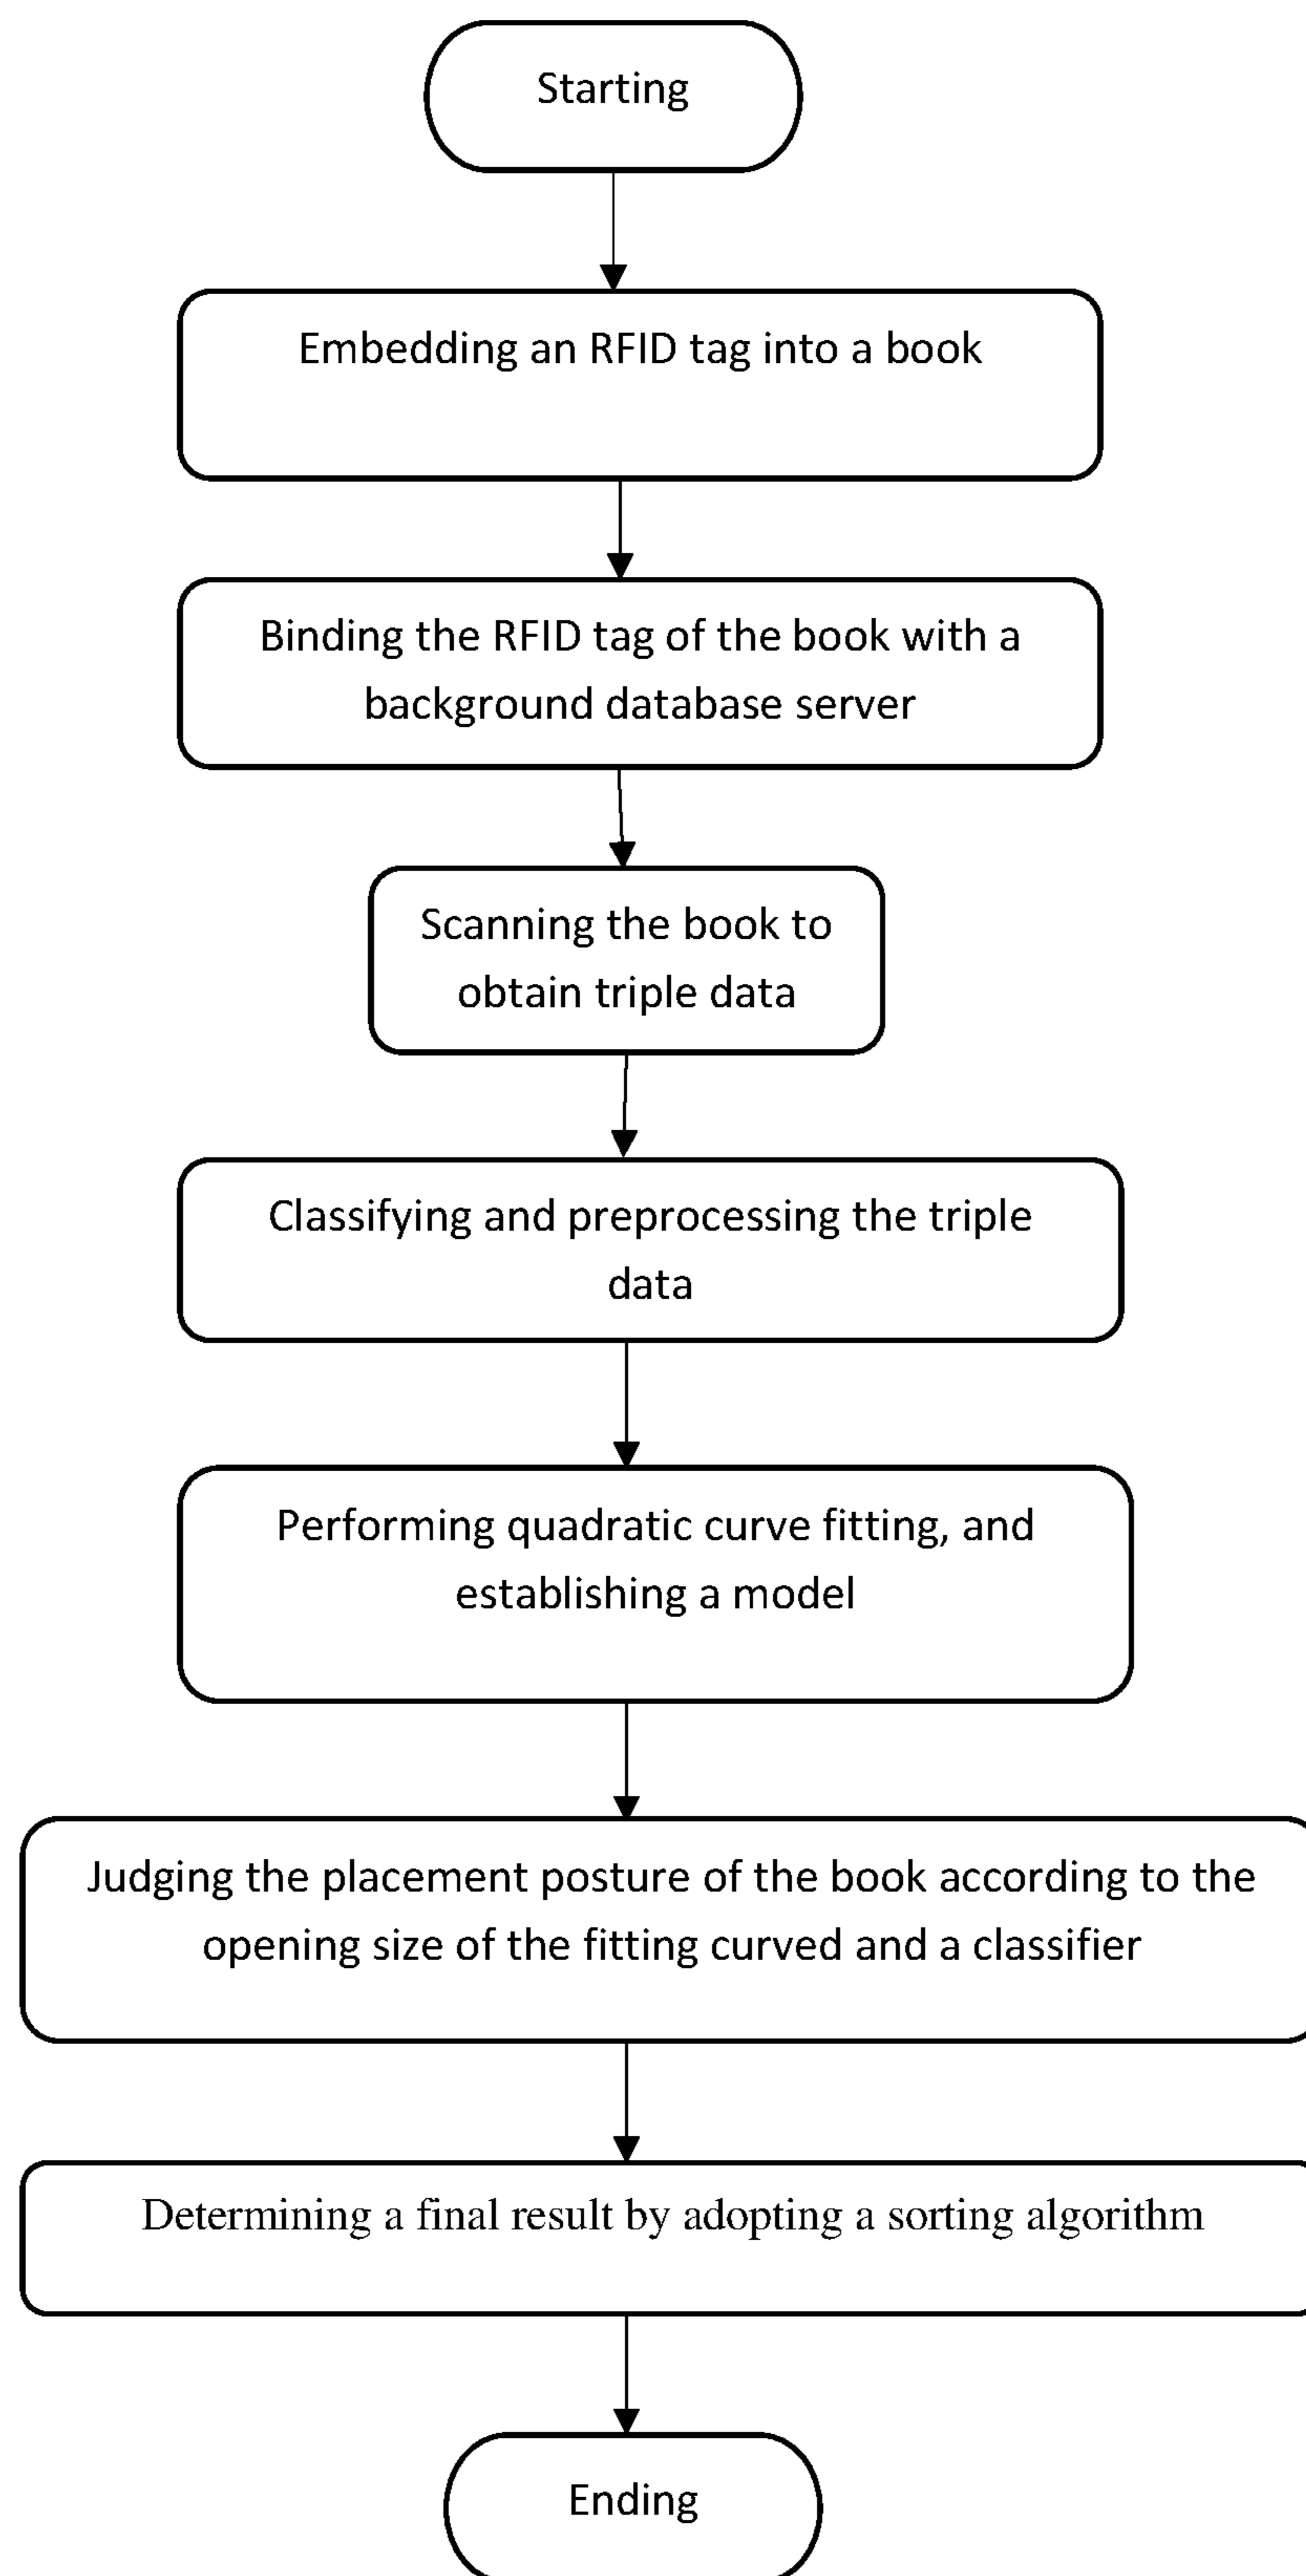 Starting
Embedding an RFID tag into a book
Binding the RFID tag of the book with a
background database server
Scanning the book to
obtain triple data
Classifying and preprocessing the triple
data
Performing quadratic curve fitting, and
establishing a model
Judging the placement posture of the book according to the
opening size of the fitting curved and a classifier
Determining a final result by adopting a sorting algorithm
Ending